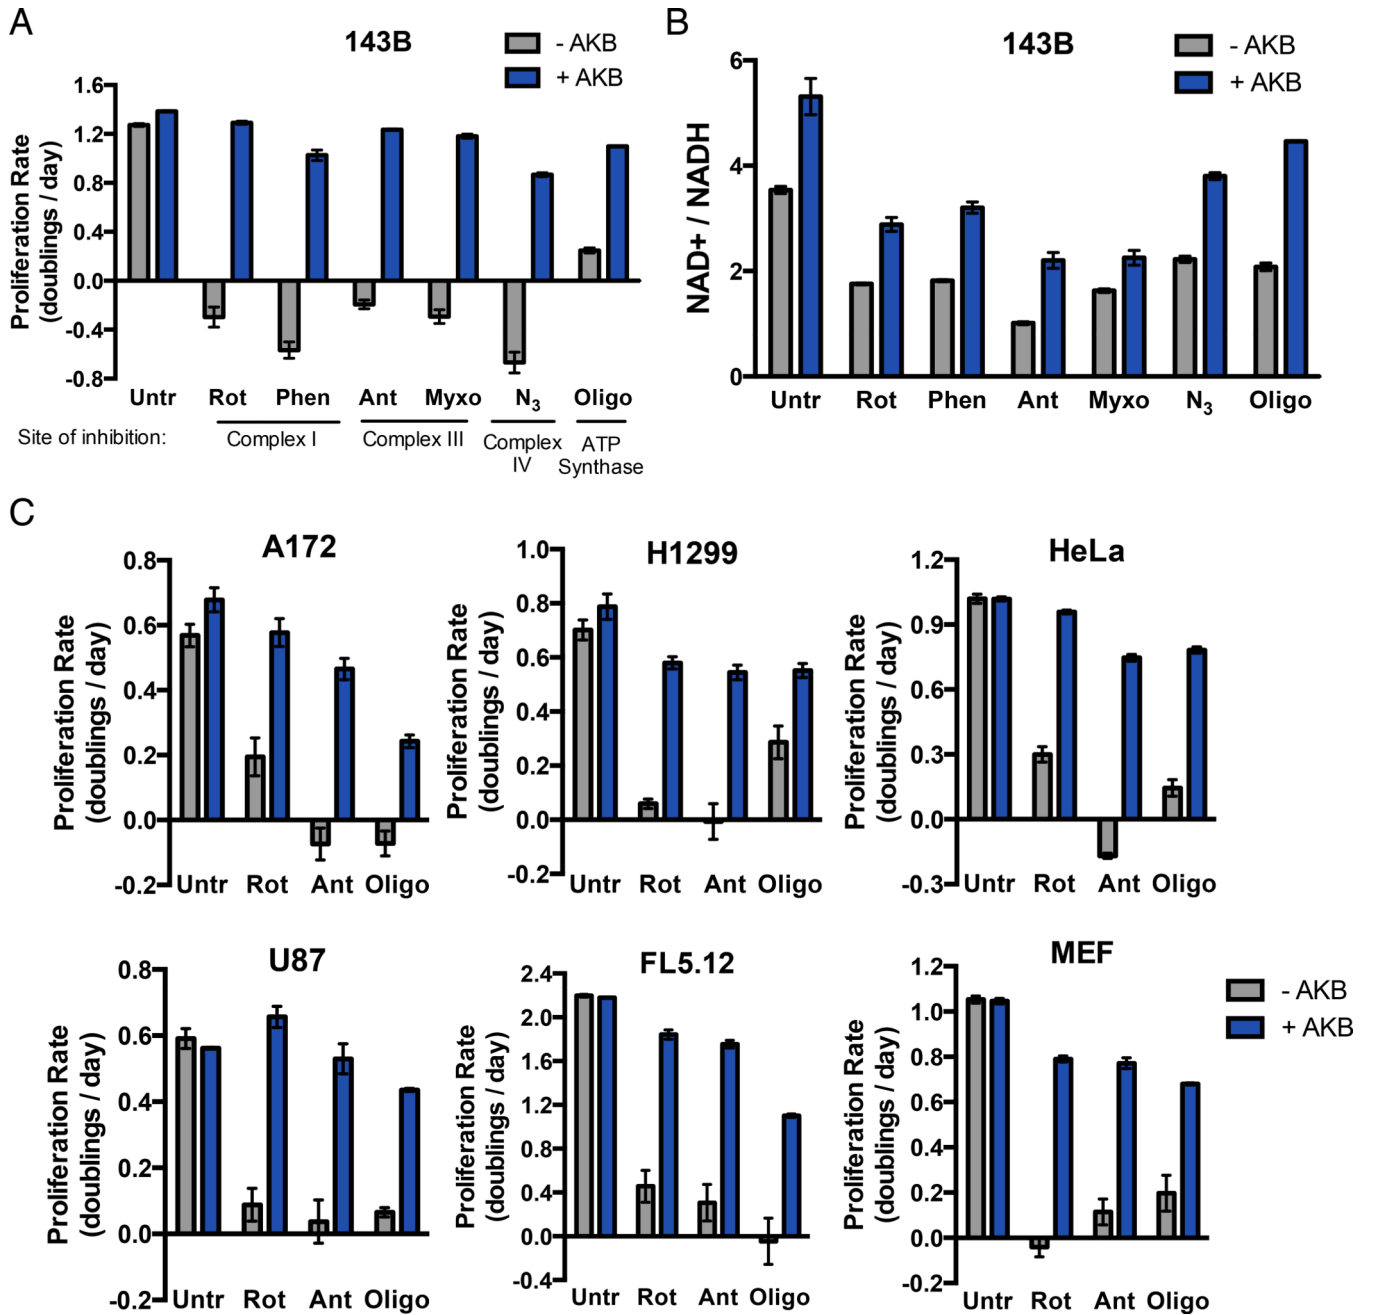 A
143B
- AKB
+ AKB
Proliferation Rate
(doublings / day)
1.6
1.2
0.8
0.4
0.0
-0.4
-0.8
Untr Rot Phen Ant Myxo N3 Oligo
Site of inhibition: Complex I Complex III Complex IV ATP Synthase
B
143B
- AKB
+ AKB
NAD+ / NADH
6
4
2
0
Untr Rot Phen Ant Myxo N3 Oligo
C
A172
Proliferation Rate
(doublings / day)
0.8
0.6
0.4
0.2
0.0
-0.2
Untr Rot Ant Oligo
H1299
Proliferation Rate
(doublings / day)
1.0
0.8
0.6
0.4
0.2
0.0
-0.2
Untr Rot Ant Oligo
HeLa
Proliferation Rate
(doublings / day)
1.2
0.9
0.6
0.3
0.0
-0.3
Untr Rot Ant Oligo
U87
Proliferation Rate
(doublings / day)
0.8
0.6
0.4
0.2
0.0
-0.2
Untr Rot Ant Oligo
FL5.12
Proliferation Rate
(doublings / day)
2.4
2.0
1.6
1.2
0.8
0.4
0.0
-0.4
Untr Rot Ant Oligo
MEF
- AKB
+ AKB
Proliferation Rate
(doublings / day)
1.2
1.0
0.8
0.6
0.4
0.2
0.0
-0.2
Untr Rot Ant Oligo